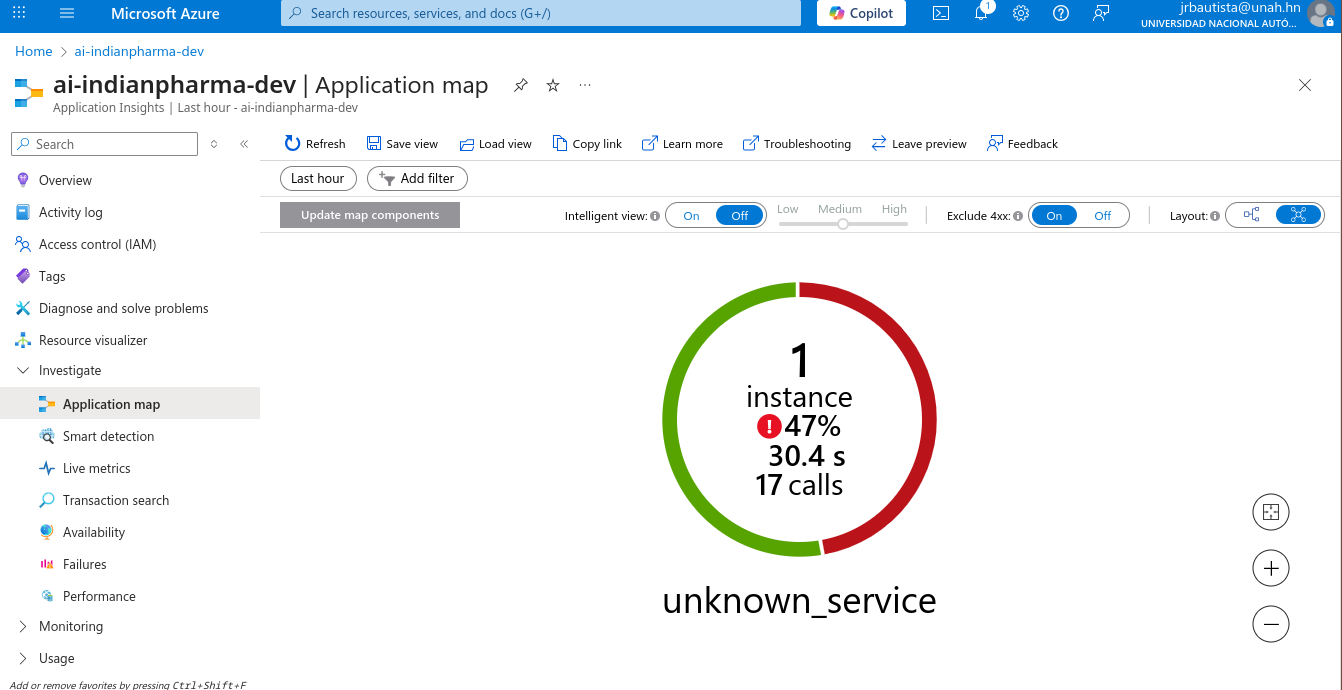 Microsoft Azure
Search resources, services, and docs (G+/)
Copilot
1
jrbautista@unah.hn
UNIVERSIDAD NACIONAL AUTÓ...
Home > ai-indianpharma-dev
ai-indianpharma-dev | Application map
Application Insights | Last hour - ai-indianpharma-dev
Search
Refresh
Save view
Load view
Copy link
Learn more
Troubleshooting
Leave preview
Feedback
Last hour
Add filter
Update map components
Intelligent view:
On
Off
Low
Medium
High
Exclude 4xx:
On
Off
Layout:
Overview
Activity log
Access control (IAM)
Tags
Diagnose and solve problems
Resource visualizer
Investigate
Application map
Smart detection
Live metrics
Transaction search
Availability
Failures
Performance
Monitoring
Usage
Add or remove favorites by pressing Ctrl+Shift+F
1
instance
47%
30.4 s
17 calls
unknown_service